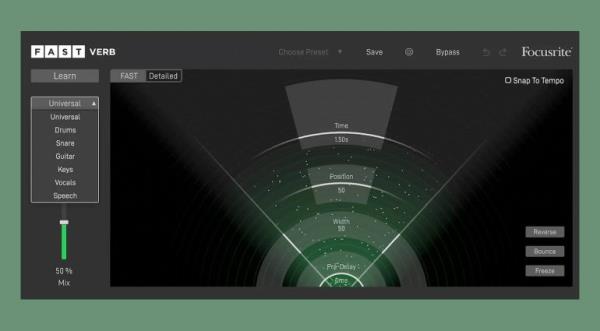 FAST VERB
Choose Preset
Save
Bypass
Focusrite
Learn
FAST
Detailed
Snap To Tempo
Universal
Universal
Drums
Snare
Guitar
Keys
Vocals
Speech
50 %
Mix
Time
1.50s
Position
50
Width
50
Pre-Delay
0ms
Reverse
Bounce
Freeze